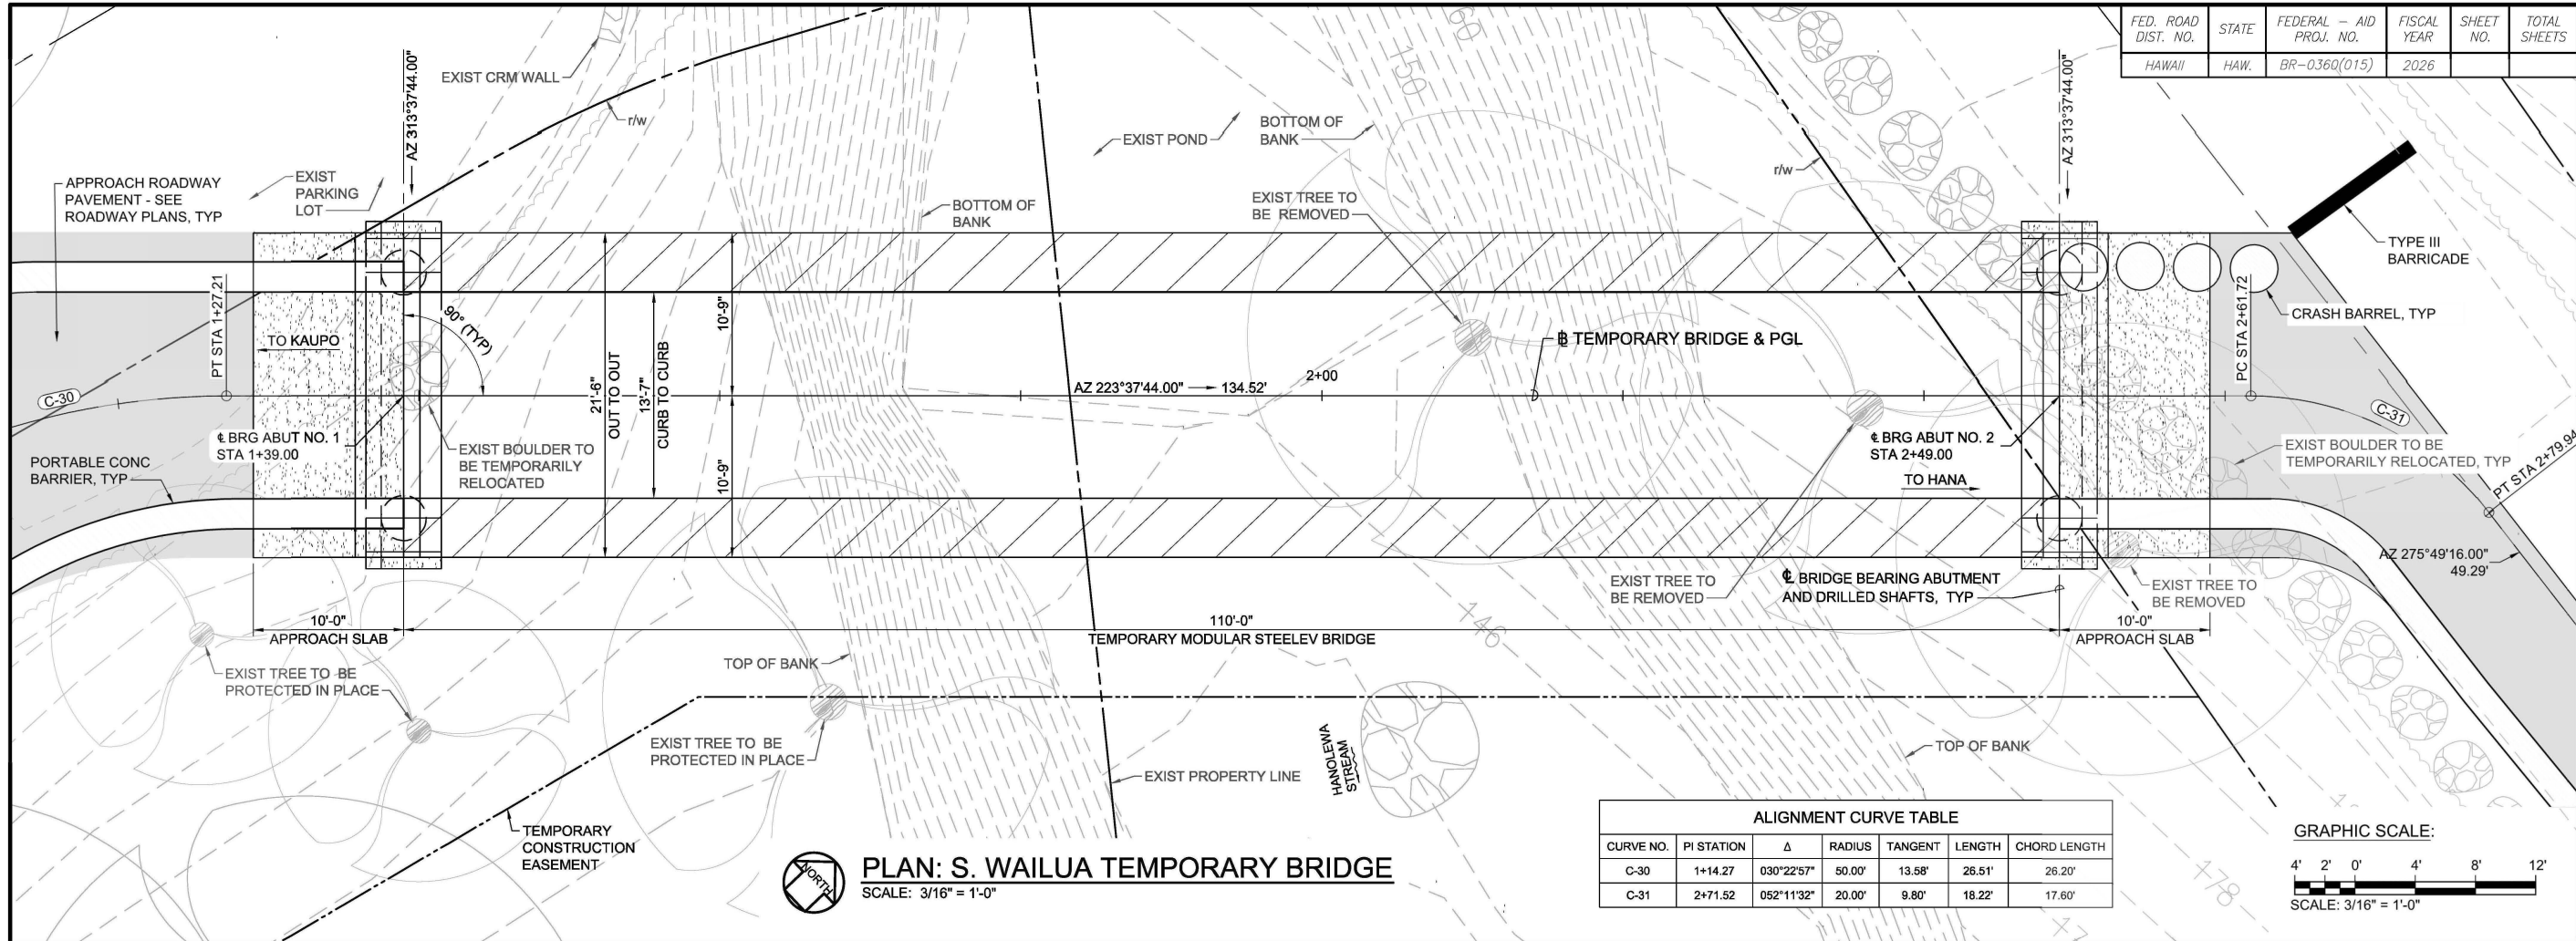 FED. ROAD DIST. NO.
STATE
FEDERAL – AID PROJ. NO.
FISCAL YEAR
SHEET NO.
TOTAL SHEETS
HAWAII
HAW.
BR-0360(015)
2026
EXIST CRM WALL
r/w
AZ 313°37'44.00"
150
EXIST POND
BOTTOM OF
BANK
r/w
AZ 313°37'44.00"
APPROACH ROADWAY
PAVEMENT - SEE
ROADWAY PLANS, TYP
EXIST
PARKING
LOT
BOTTOM OF
BANK
EXIST TREE TO
BE REMOVED
TYPE III
BARRICADE
CRASH BARREL, TYP
PT STA 1+27.21
TO KAUPO
90° (TYP)
21'-6"
OUT TO OUT
13'-7"
CURB TO CURB
10'-9"
10'-9"
℄ TEMPORARY BRIDGE & PGL
PC STA 2+61.72
C-30
AZ 223°37'44.00" → 134.52'
2+00
C-31
℄ BRG ABUT NO. 1
STA 1+39.00
EXIST BOULDER TO
BE TEMPORARILY
RELOCATED
℄ BRG ABUT NO. 2
STA 2+49.00
TO HANA
EXIST BOULDER TO BE
TEMPORARILY RELOCATED, TYP
PT STA 2+79.94
PORTABLE CONC
BARRIER, TYP
AZ 275°49'16.00"
49.29'
EXIST TREE TO
BE REMOVED
℄ BRIDGE BEARING ABUTMENT
AND DRILLED SHAFTS, TYP
EXIST TREE TO
BE REMOVED
10'-0"
APPROACH SLAB
110'-0"
TEMPORARY MODULAR STEELEV BRIDGE
10'-0"
APPROACH SLAB
146
EXIST TREE TO BE
PROTECTED IN PLACE
TOP OF BANK
EXIST TREE TO BE
PROTECTED IN PLACE
EXIST PROPERTY LINE
HANOLEWA
STREAM
TOP OF BANK
TEMPORARY
CONSTRUCTION
EASEMENT
NORTH
PLAN: S. WAILUA TEMPORARY BRIDGE
SCALE: 3/16" = 1'-0"
ALIGNMENT CURVE TABLE
CURVE NO. PI STATION Δ RADIUS TANGENT LENGTH CHORD LENGTH
C-30 1+14.27 030°22'57" 50.00' 13.58' 26.51' 26.20'
C-31 2+71.52 052°11'32" 20.00' 9.80' 18.22' 17.60'
178
GRAPHIC SCALE:
4' 2' 0' 4' 8' 12'
SCALE: 3/16" = 1'-0"